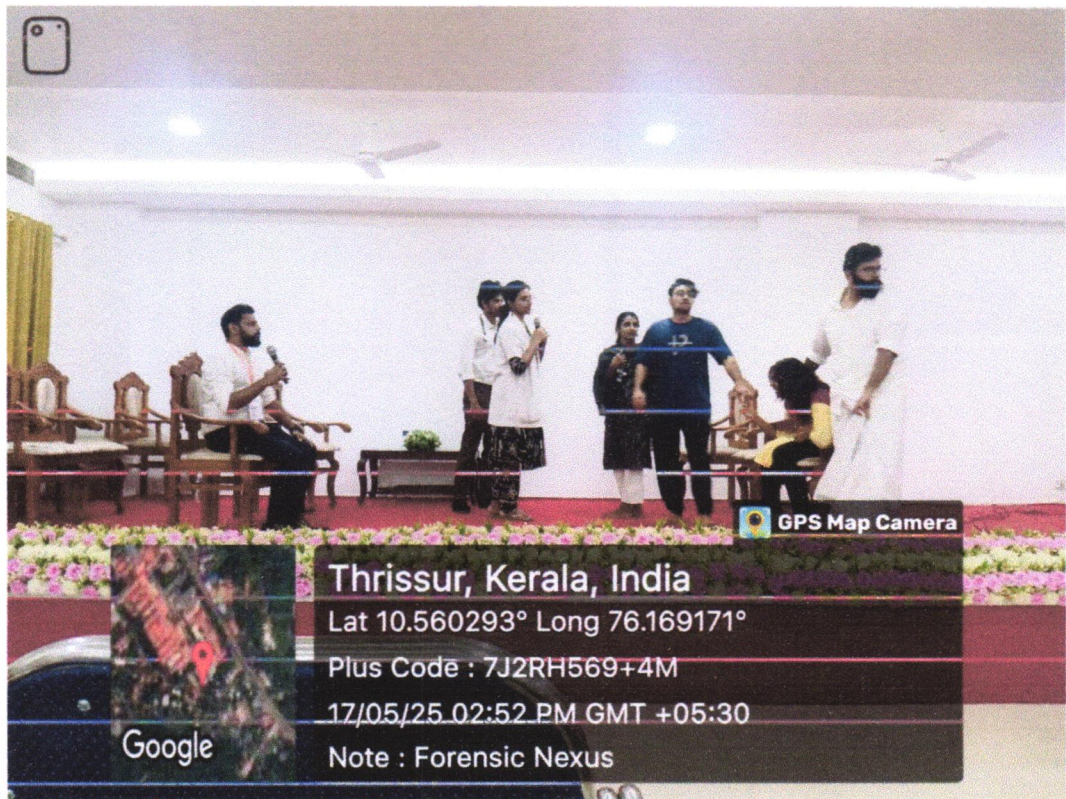 GPS Map Camera
Thrissur, Kerala, India
Lat 10.560293° Long 76.169171°
Plus Code : 7J2RH569+4M
17/05/25 02:52 PM GMT +05:30
Note : Forensic Nexus
Google